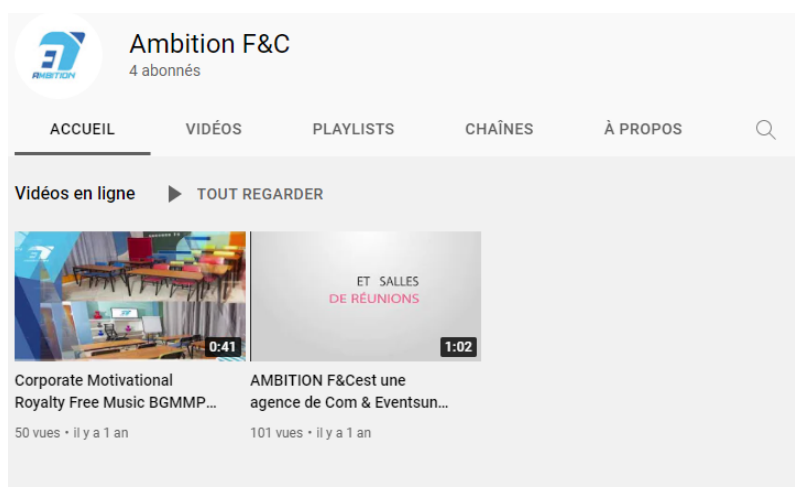 AMBITION
Ambition F&C
4 abonnés
ACCUEIL VIDÉOS PLAYLISTS CHAÎNES À PROPOS
Vidéos en ligne TOUT REGARDER
ET SALLES
DE RÉUNIONS
0:41 1:02
Corporate Motivational
Royalty Free Music BGMMP...
50 vues • il y a 1 an
AMBITION F&Cest une
agence de Com & Eventsun...
101 vues • il y a 1 an